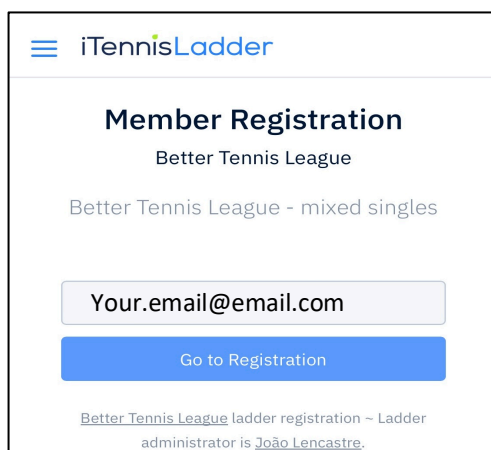 iTennisLadder
Member Registration
Better Tennis League
Better Tennis League - mixed singles
Your.email@email.com
Go to Registration
Better Tennis League ladder registration ~ Ladder
administrator is João Lencastre.